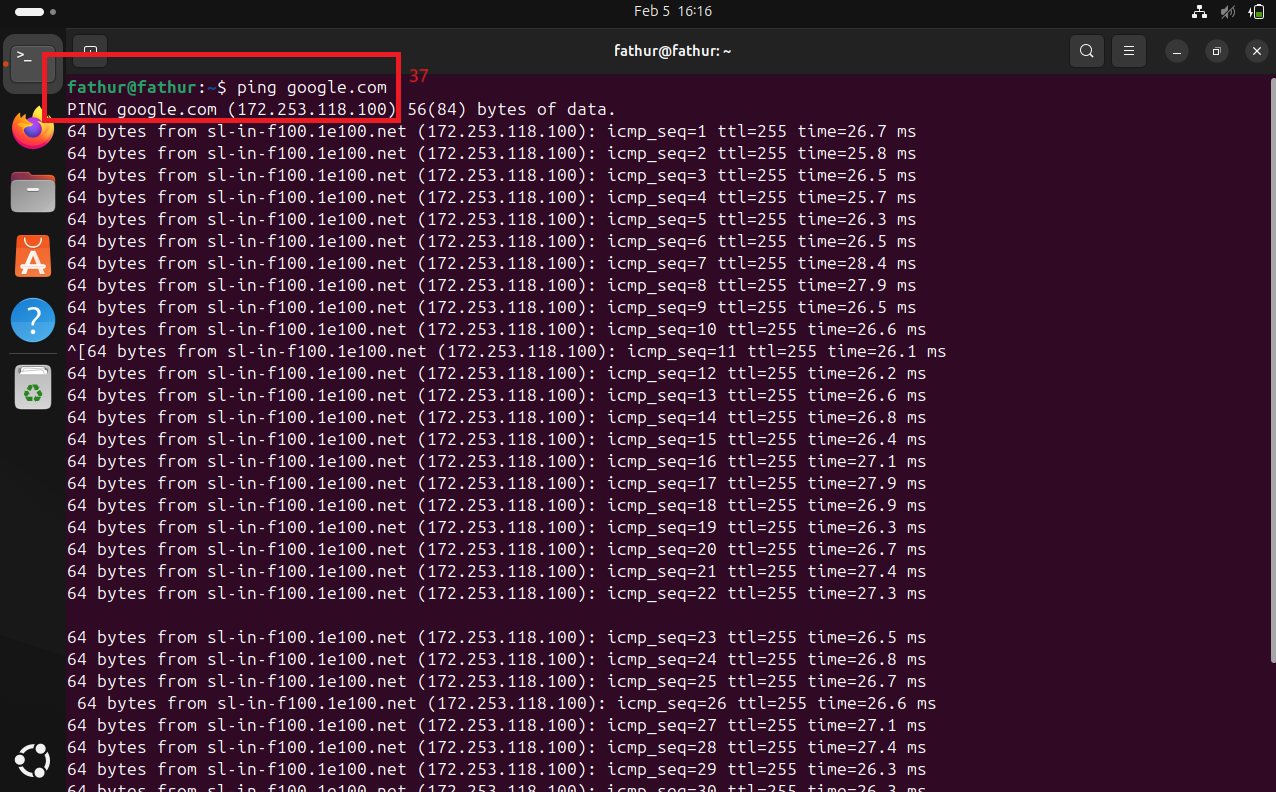 Feb 5 16:16
>_
fathur@fathur: ~
37
fathur@fathur:~$ ping google.com
PING google.com (172.253.118.100) 56(84) bytes of data.
64 bytes from sl-in-f100.1e100.net (172.253.118.100): icmp_seq=1 ttl=255 time=26.7 ms
64 bytes from sl-in-f100.1e100.net (172.253.118.100): icmp_seq=2 ttl=255 time=25.8 ms
64 bytes from sl-in-f100.1e100.net (172.253.118.100): icmp_seq=3 ttl=255 time=26.5 ms
64 bytes from sl-in-f100.1e100.net (172.253.118.100): icmp_seq=4 ttl=255 time=25.7 ms
64 bytes from sl-in-f100.1e100.net (172.253.118.100): icmp_seq=5 ttl=255 time=26.3 ms
64 bytes from sl-in-f100.1e100.net (172.253.118.100): icmp_seq=6 ttl=255 time=26.5 ms
64 bytes from sl-in-f100.1e100.net (172.253.118.100): icmp_seq=7 ttl=255 time=28.4 ms
64 bytes from sl-in-f100.1e100.net (172.253.118.100): icmp_seq=8 ttl=255 time=27.9 ms
64 bytes from sl-in-f100.1e100.net (172.253.118.100): icmp_seq=9 ttl=255 time=26.5 ms
64 bytes from sl-in-f100.1e100.net (172.253.118.100): icmp_seq=10 ttl=255 time=26.6 ms
^[64 bytes from sl-in-f100.1e100.net (172.253.118.100): icmp_seq=11 ttl=255 time=26.1 ms
64 bytes from sl-in-f100.1e100.net (172.253.118.100): icmp_seq=12 ttl=255 time=26.2 ms
64 bytes from sl-in-f100.1e100.net (172.253.118.100): icmp_seq=13 ttl=255 time=26.6 ms
64 bytes from sl-in-f100.1e100.net (172.253.118.100): icmp_seq=14 ttl=255 time=26.8 ms
64 bytes from sl-in-f100.1e100.net (172.253.118.100): icmp_seq=15 ttl=255 time=26.4 ms
64 bytes from sl-in-f100.1e100.net (172.253.118.100): icmp_seq=16 ttl=255 time=27.1 ms
64 bytes from sl-in-f100.1e100.net (172.253.118.100): icmp_seq=17 ttl=255 time=27.9 ms
64 bytes from sl-in-f100.1e100.net (172.253.118.100): icmp_seq=18 ttl=255 time=26.9 ms
64 bytes from sl-in-f100.1e100.net (172.253.118.100): icmp_seq=19 ttl=255 time=26.3 ms
64 bytes from sl-in-f100.1e100.net (172.253.118.100): icmp_seq=20 ttl=255 time=26.7 ms
64 bytes from sl-in-f100.1e100.net (172.253.118.100): icmp_seq=21 ttl=255 time=27.4 ms
64 bytes from sl-in-f100.1e100.net (172.253.118.100): icmp_seq=22 ttl=255 time=27.3 ms
64 bytes from sl-in-f100.1e100.net (172.253.118.100): icmp_seq=23 ttl=255 time=26.5 ms
64 bytes from sl-in-f100.1e100.net (172.253.118.100): icmp_seq=24 ttl=255 time=26.8 ms
64 bytes from sl-in-f100.1e100.net (172.253.118.100): icmp_seq=25 ttl=255 time=26.7 ms
64 bytes from sl-in-f100.1e100.net (172.253.118.100): icmp_seq=26 ttl=255 time=26.6 ms
64 bytes from sl-in-f100.1e100.net (172.253.118.100): icmp_seq=27 ttl=255 time=27.1 ms
64 bytes from sl-in-f100.1e100.net (172.253.118.100): icmp_seq=28 ttl=255 time=27.4 ms
64 bytes from sl-in-f100.1e100.net (172.253.118.100): icmp_seq=29 ttl=255 time=26.3 ms
64 bytes from sl-in-f100.1e100.net (172.253.118.100): icmp_seq=30 ttl=255 time=26.3 ms